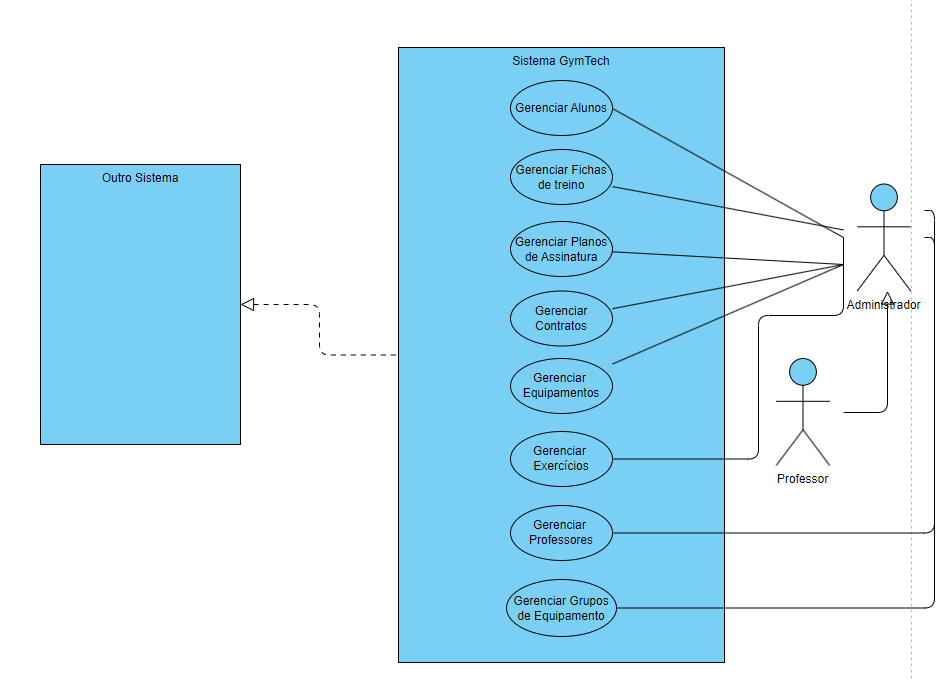 Sistema GymTech
Outro Sistema
Gerenciar Alunos
Gerenciar Fichas
de treino
Gerenciar Planos
de Assinatura
Gerenciar
Contratos
Gerenciar
Equipamentos
Gerenciar
Exercícios
Gerenciar
Professores
Gerenciar Grupos
de Equipamento
Administrador
Professor